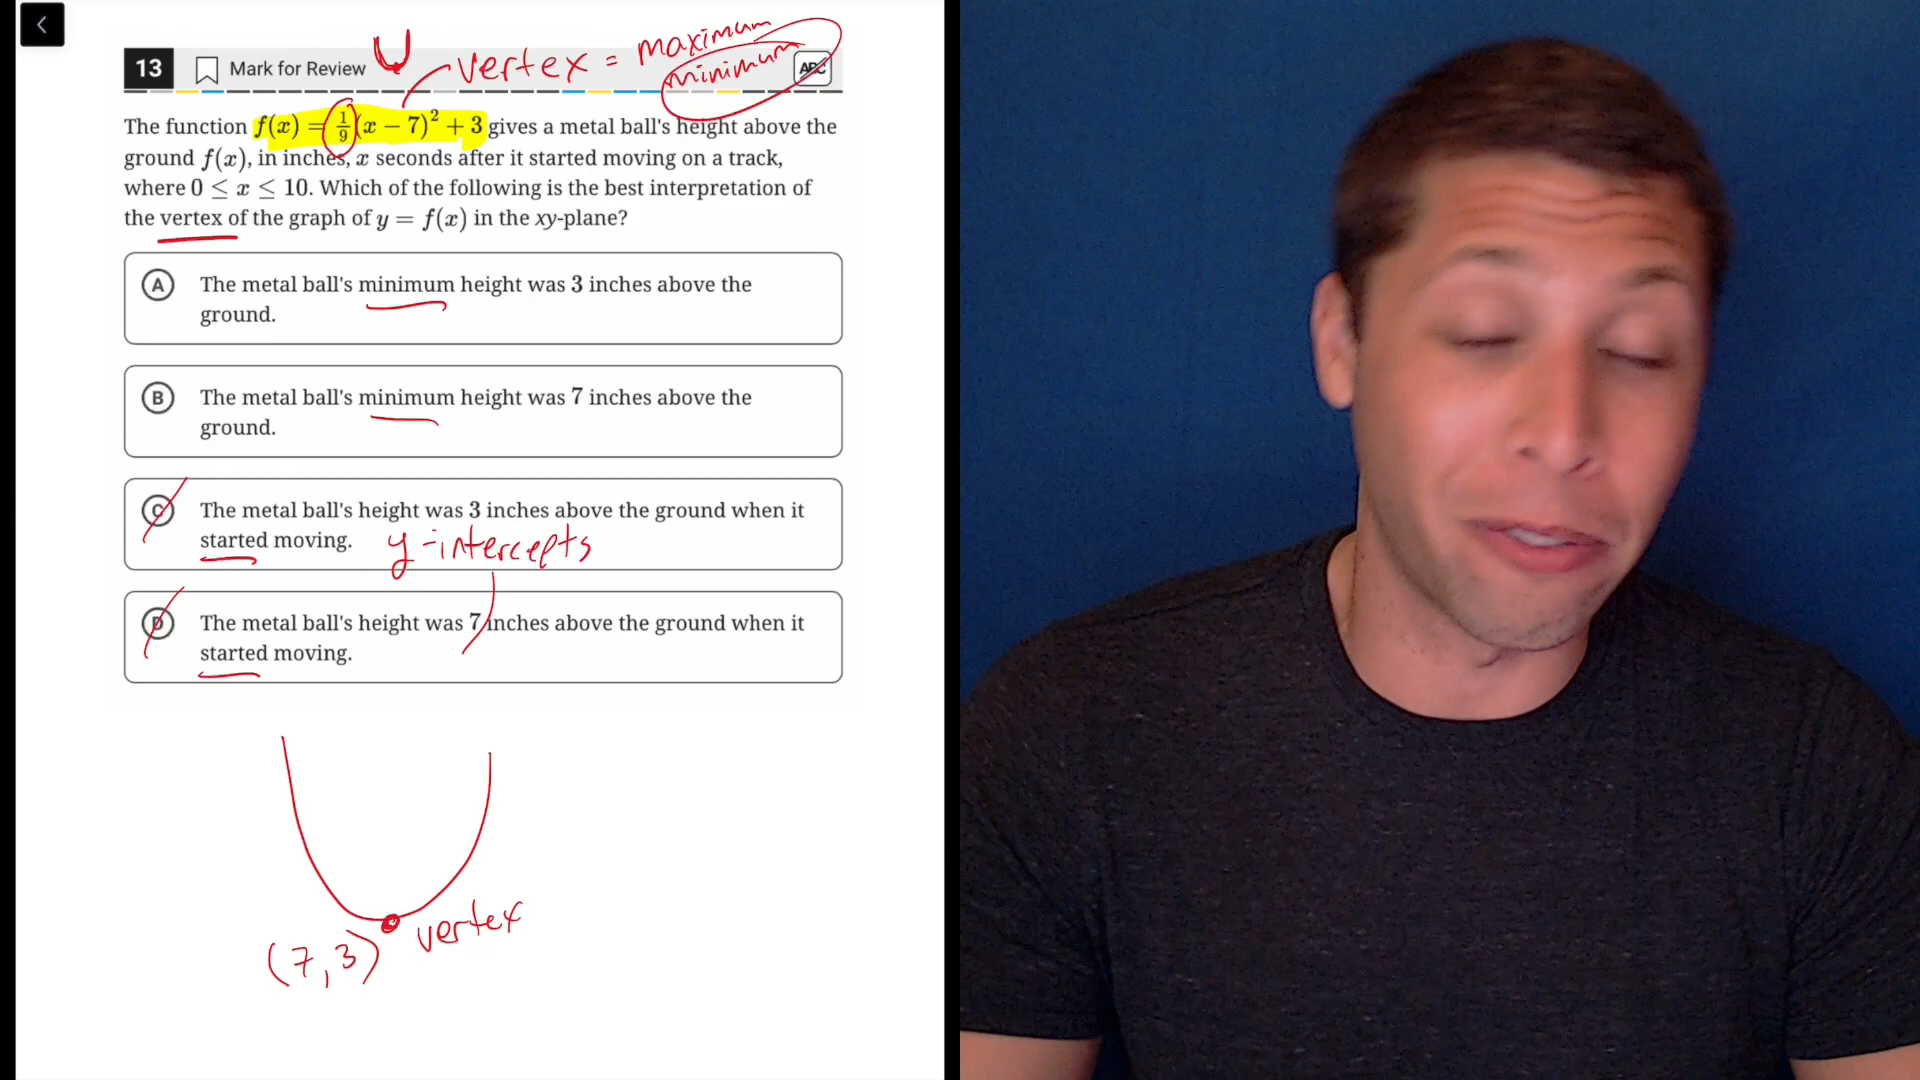 13 Mark for Review ABC
vertex = maximum
minimum
The function f(x) = 1/9(x − 7)² + 3 gives a metal ball's height above the
ground f(x), in inches, x seconds after it started moving on a track,
where 0 ≤ x ≤ 10. Which of the following is the best interpretation of
the vertex of the graph of y = f(x) in the xy-plane?
A The metal ball's minimum height was 3 inches above the
ground.
B The metal ball's minimum height was 7 inches above the
ground.
C The metal ball's height was 3 inches above the ground when it
started moving.
y-intercepts
D The metal ball's height was 7 inches above the ground when it
started moving.
vertex
(7,3)